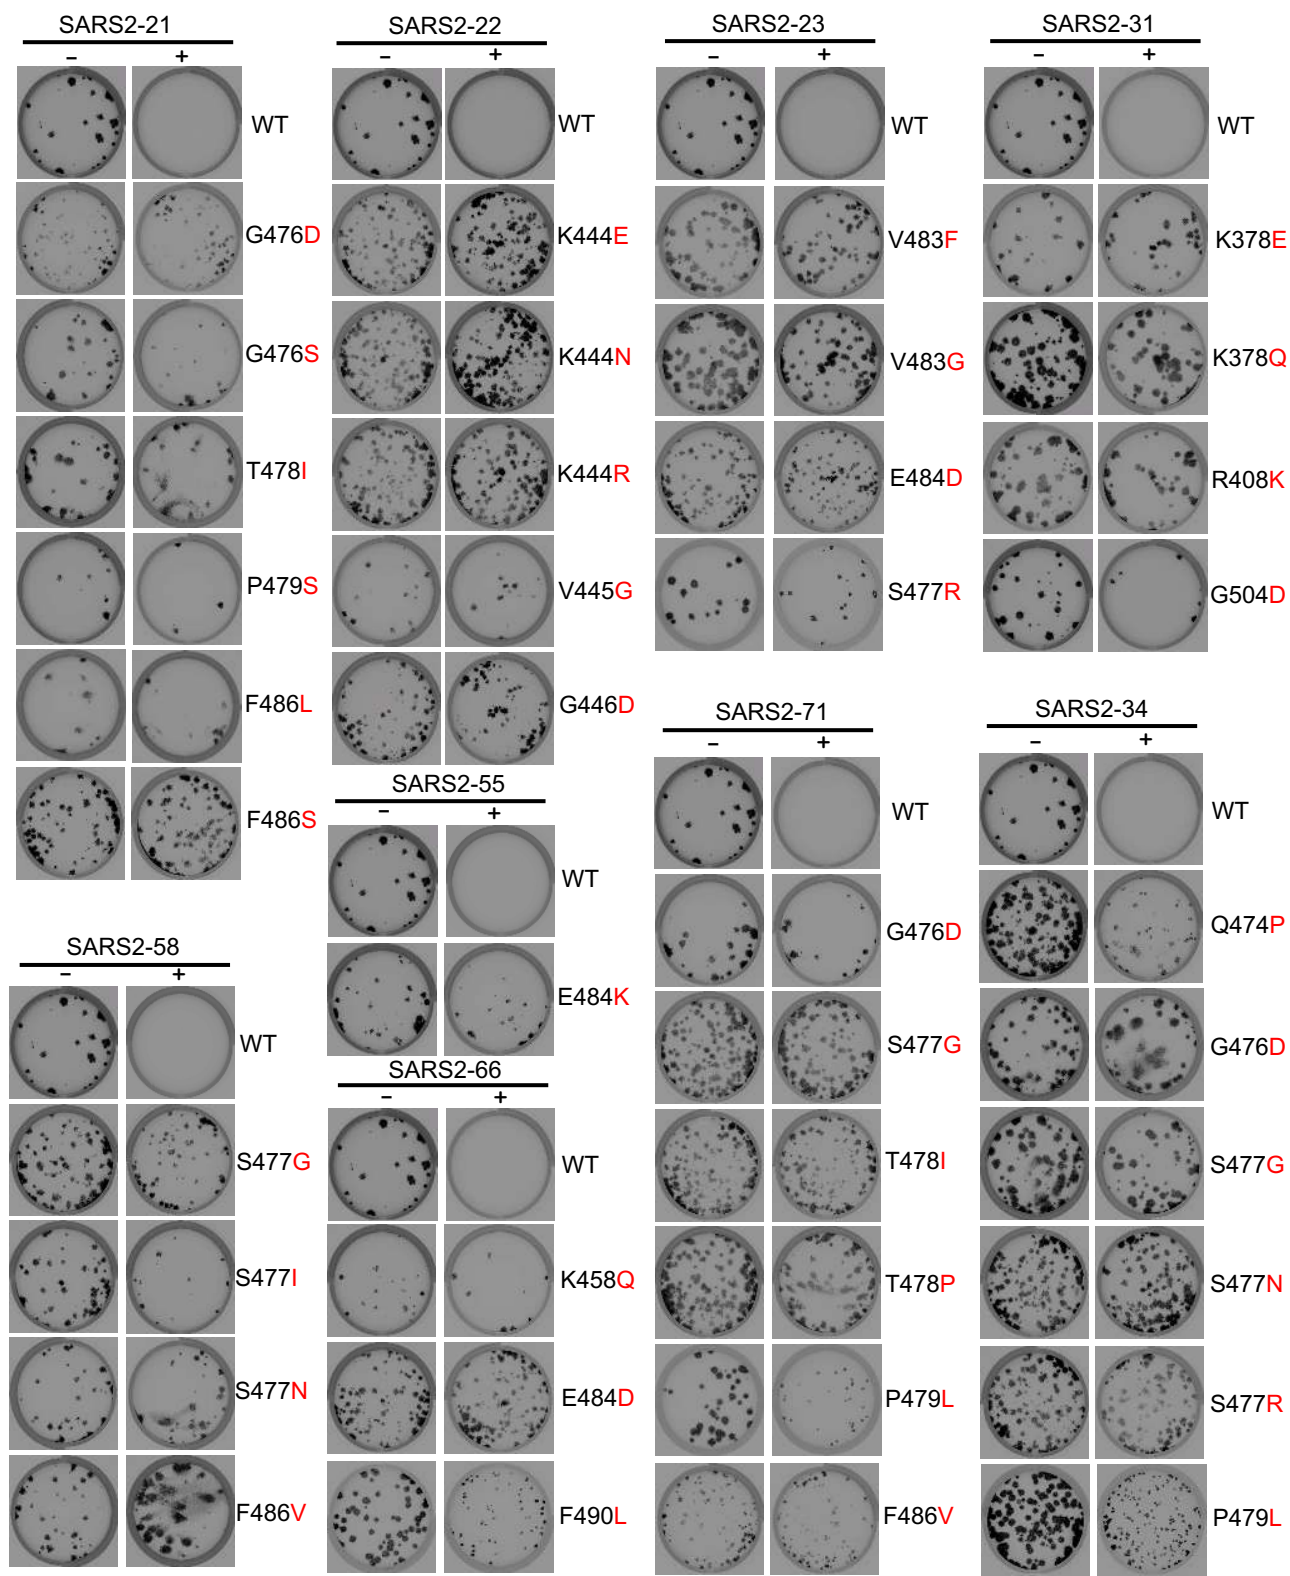 SARS2-21
− +
WT
G476D
G476S
T478I
P479S
F486L
F486S
SARS2-22
− +
WT
K444E
K444N
K444R
V445G
G446D
SARS2-23
− +
WT
V483F
V483G
E484D
S477R
SARS2-31
− +
WT
K378E
K378Q
R408K
G504D
SARS2-58
− +
WT
S477G
S477I
S477N
F486V
SARS2-55
− +
WT
E484K
SARS2-66
− +
WT
K458Q
E484D
F490L
SARS2-71
− +
WT
G476D
S477G
T478I
T478P
P479L
F486V
SARS2-34
− +
WT
Q474P
G476D
S477G
S477N
S477R
P479L